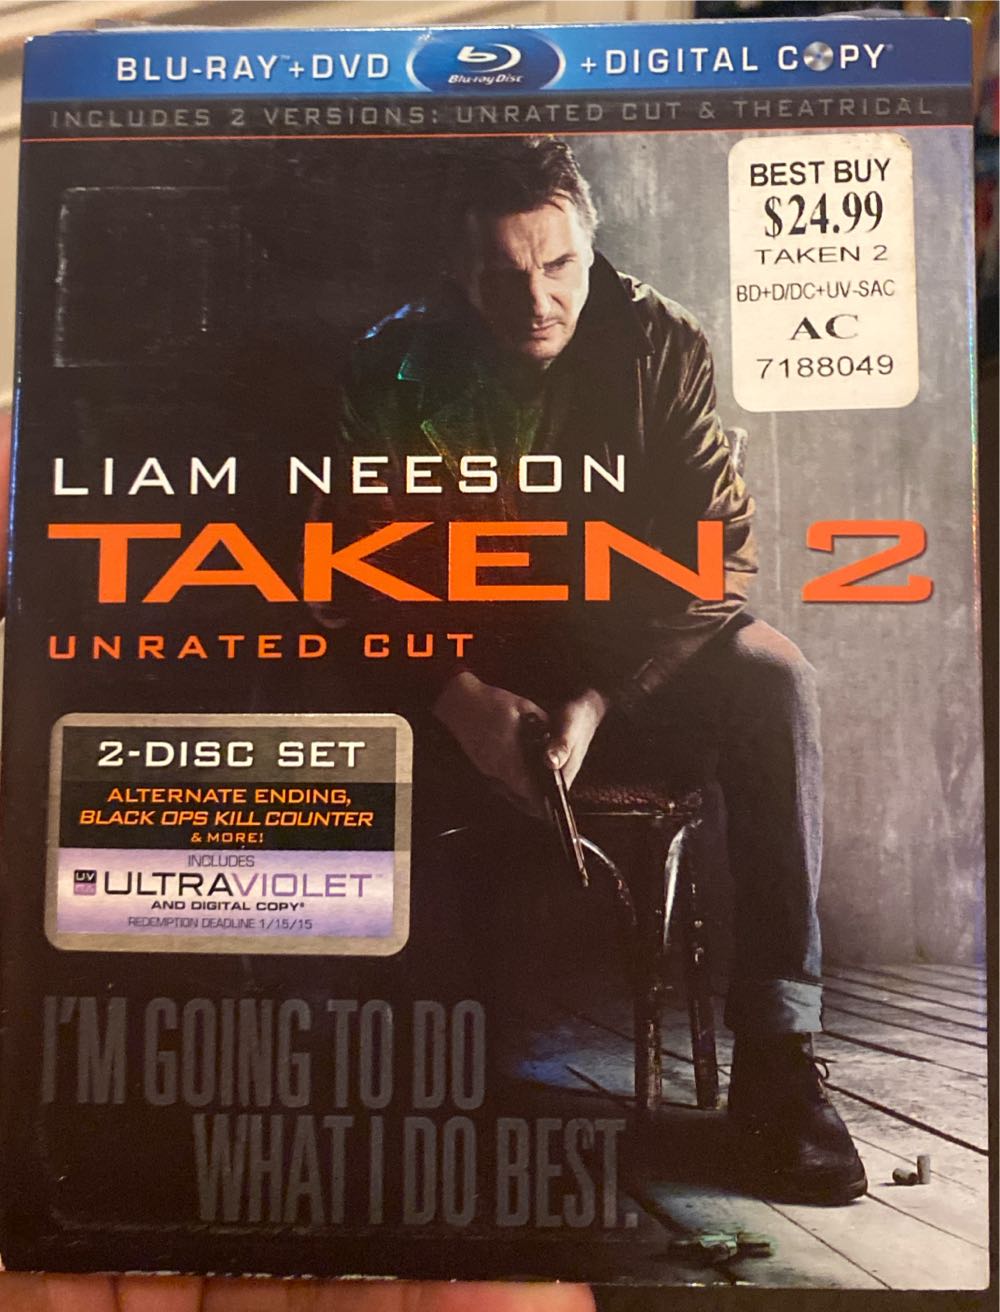 BLU-RAY™+DVD
Blu-ray Disc
+DIGITAL COPY
INCLUDES 2 VERSIONS: UNRATED CUT & THEATRICAL
BEST BUY
$24.99
TAKEN 2
BD+D/DC+UV-SAC
AC
7188049
LIAM NEESON
TAKEN 2
UNRATED CUT
2-DISC SET
ALTERNATE ENDING,
BLACK OPS KILL COUNTER
& MORE!
INCLUDES
UV
ULTRAVIOLET™
AND DIGITAL COPY*
REDEMPTION DEADLINE 1/15/15
I'M GOING TO DO
WHAT I DO BEST.